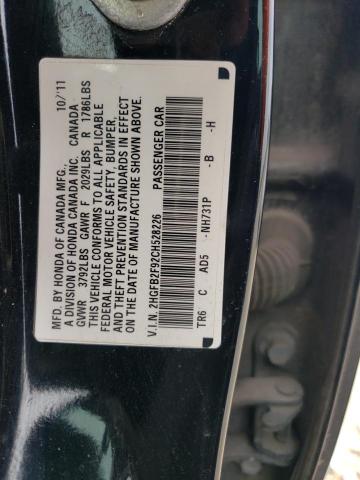 MFD. BY HONDA OF CANADA MFG., 10/'11
A DIVISION OF HONDA CANADA INC. CANADA
GVWR 3792LBS GAWR F 2029LBS R 1786LBS
THIS VEHICLE CONFORMS TO ALL APPLICABLE
FEDERAL MOTOR VEHICLE SAFETY, BUMPER,
AND THEFT PREVENTION STANDARDS IN EFFECT
ON THE DATE OF MANUFACTURE SHOWN ABOVE.
V.I.N. 2HGFB2F92CH528226 PASSENGER CAR
TR6 C AD5 -NH731P -B -H